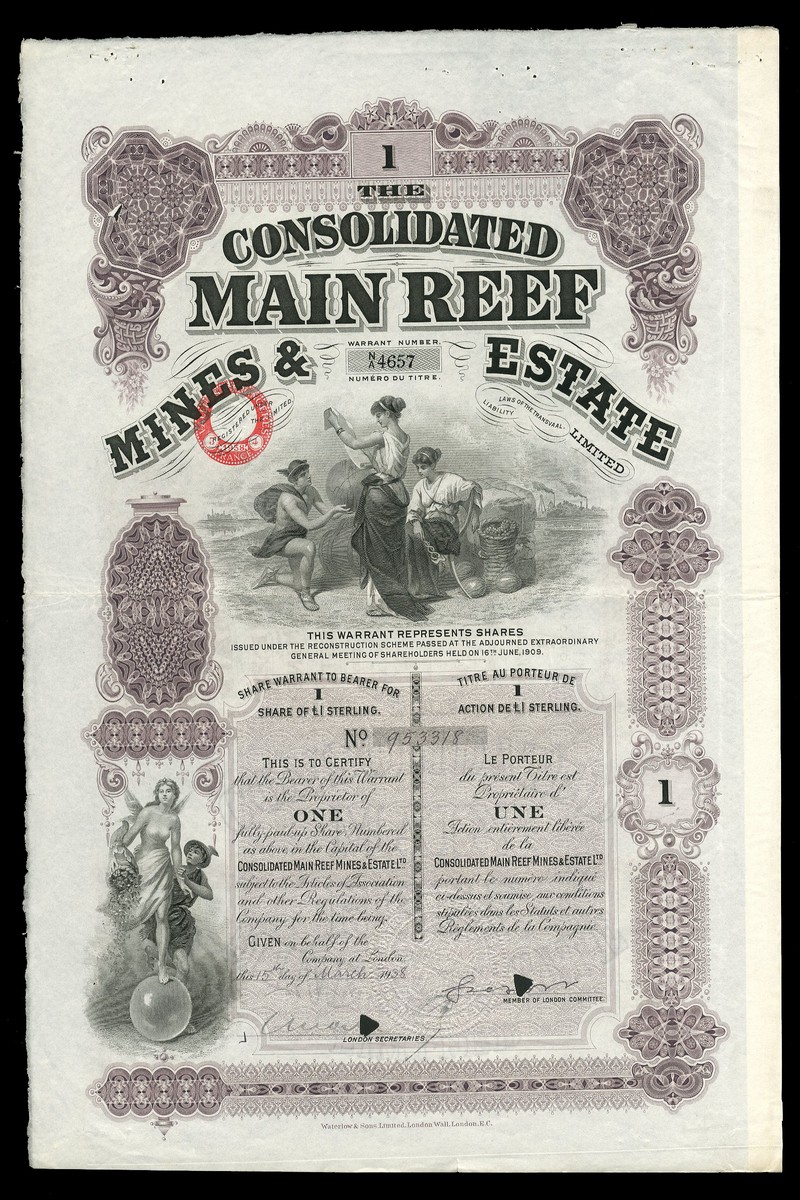 1
THE
CONSOLIDATED
MAIN REEF
MINES & ESTATE
WARRANT NUMBER.
N/A 4657
NUMÉRO DU TITRE.
REGISTERED UNDER THE LIMITED
LIABILITY LAWS OF THE TRANSVAAL.
LIMITED
FRANCE
THIS WARRANT REPRESENTS SHARES
ISSUED UNDER THE RECONSTRUCTION SCHEME PASSED AT THE ADJOURNED EXTRAORDINARY
GENERAL MEETING OF SHAREHOLDERS HELD ON 16TH JUNE, 1909.
SHARE WARRANT TO BEARER FOR
1
SHARE OF £1 STERLING.
TITRE AU PORTEUR DE
1
ACTION DE £1 STERLING.
No 953318
THIS IS TO CERTIFY
that the Bearer of this Warrant
is the Proprietor of
ONE
fully-paid up Share Numbered
as above, in the Capital of the
CONSOLIDATED MAIN REEF MINES & ESTATE LTD
subject to the Articles of Association
and other Regulations of the
Company for the time being.
GIVEN on behalf of the
Company at London,
this 15th day of March 1938
LONDON SECRETARIES
LE PORTEUR
du présent Titre est
Propriétaire d'
UNE
Action entièrement libérée
de la
CONSOLIDATED MAIN REEF MINES & ESTATE LTD
portant le numéro indiqué
ci-dessus et soumise aux conditions
stipulées dans les Statuts et autres
Règlements de la Compagnie.
MEMBER OF LONDON COMMITTEE.
1
Waterlow & Sons Limited, London Wall, London, E.C.